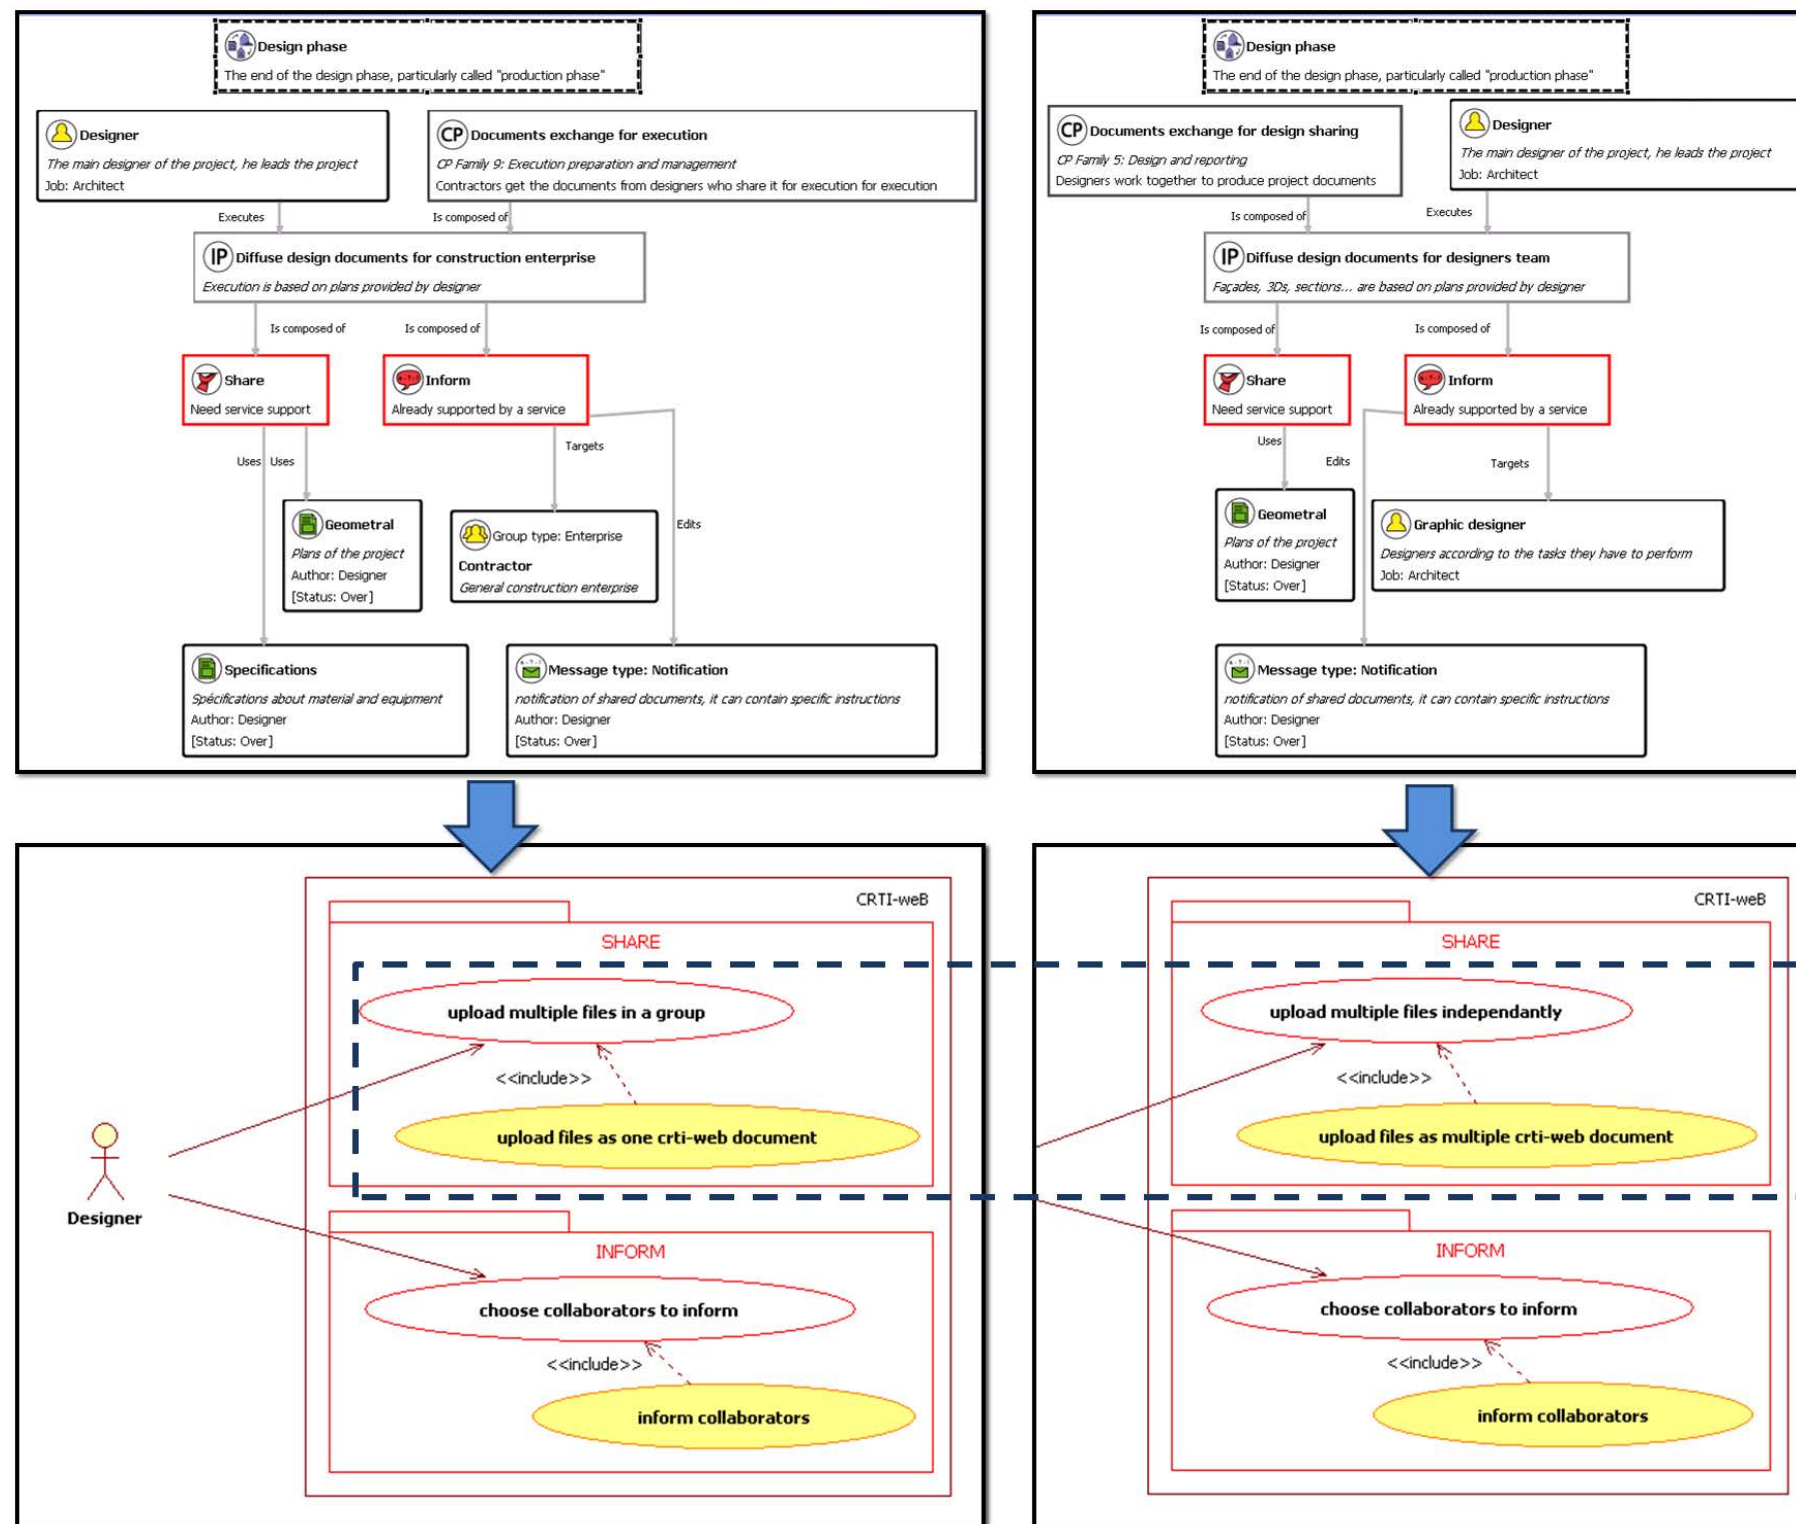 Design phase
The end of the design phase, particularly called "production phase"
Designer
The main designer of the project, he leads the project
Job: Architect
CP Documents exchange for execution
CP Family 9: Execution preparation and management
Contractors get the documents from designers who share it for execution for execution
Executes
Is composed of
IP Diffuse design documents for construction enterprise
Execution is based on plans provided by designer
Is composed of
Is composed of
Share
Need service support
Inform
Already supported by a service
Uses
Uses
Targets
Edits
Geometral
Plans of the project
Author: Designer
[Status: Over]
Group type: Enterprise
Contractor
General construction enterprise
Specifications
Spécifications about material and equipment
Author: Designer
[Status: Over]
Message type: Notification
notification of shared documents, it can contain specific instructions
Author: Designer
[Status: Over]
Design phase
The end of the design phase, particularly called "production phase"
CP Documents exchange for design sharing
CP Family 5: Design and reporting
Designers work together to produce project documents
Designer
The main designer of the project, he leads the project
Job: Architect
Is composed of
Executes
IP Diffuse design documents for designers team
Façades, 3Ds, sections... are based on plans provided by designer
Is composed of
Is composed of
Share
Need service support
Inform
Already supported by a service
Uses
Edits
Targets
Geometral
Plans of the project
Author: Designer
[Status: Over]
Graphic designer
Designers according to the tasks they have to perform
Job: Architect
Message type: Notification
notification of shared documents, it can contain specific instructions
Author: Designer
[Status: Over]
CRTI-weB
SHARE
upload multiple files in a group
<<include>>
upload files as one crti-web document
Designer
INFORM
choose collaborators to inform
<<include>>
inform collaborators
CRTI-weB
SHARE
upload multiple files independantly
<<include>>
upload files as multiple crti-web document
INFORM
choose collaborators to inform
<<include>>
inform collaborators